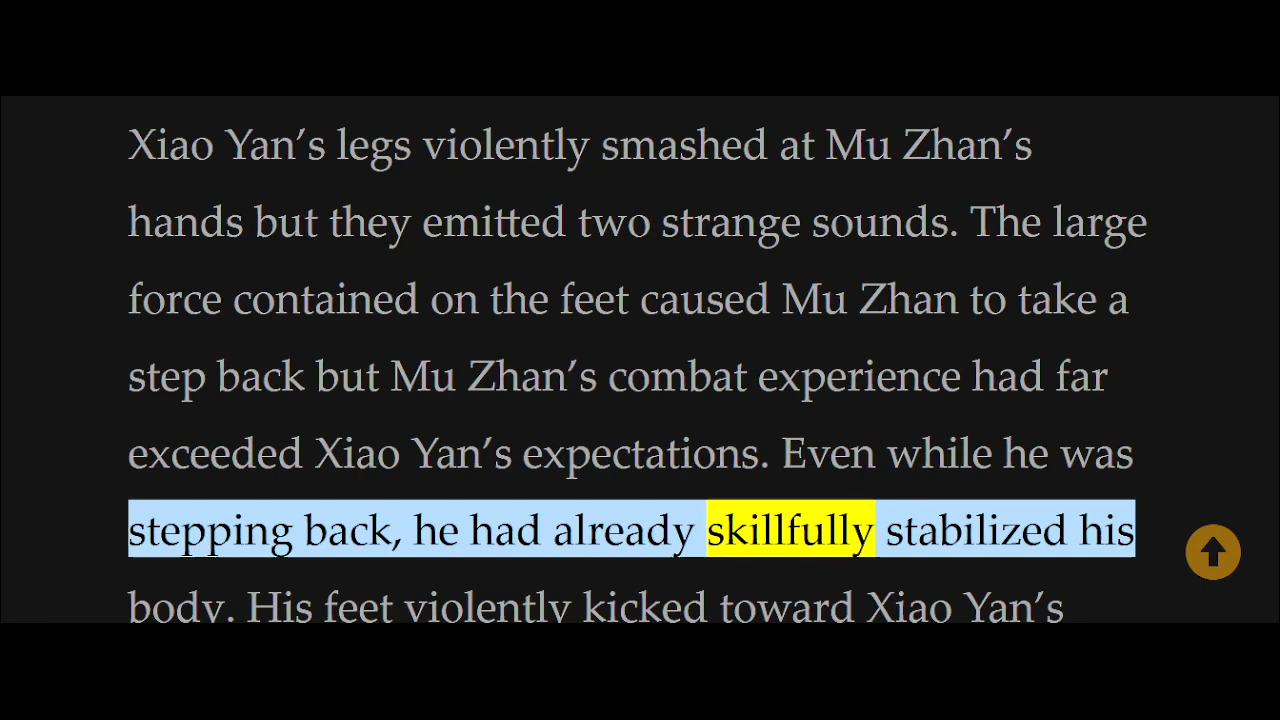 Xiao Yan’s legs violently smashed at Mu Zhan’s
hands but they emitted two strange sounds. The large
force contained on the feet caused Mu Zhan to take a
step back but Mu Zhan’s combat experience had far
exceeded Xiao Yan’s expectations. Even while he was
stepping back, he had already skillfully stabilized his
body. His feet violently kicked toward Xiao Yan’s